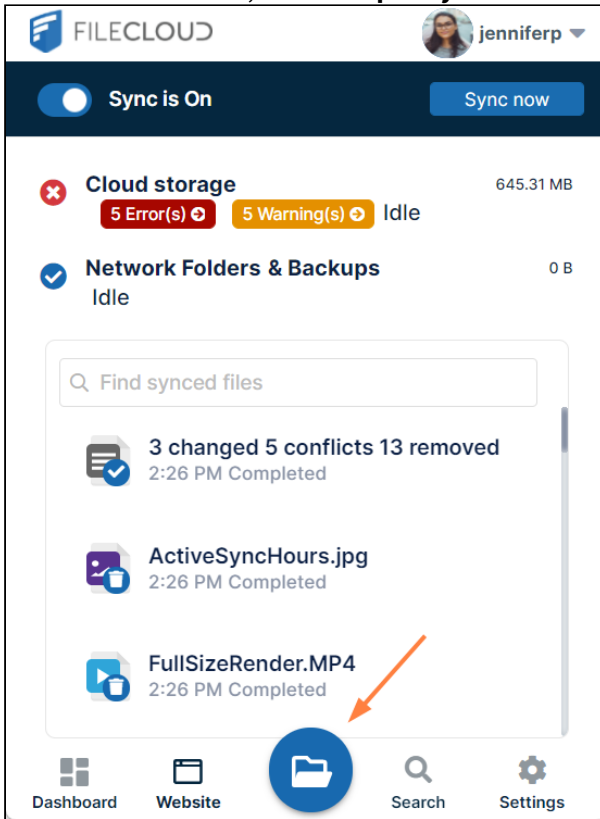 FILECLOUD
jenniferp
Sync is On
Sync now
Cloud storage
645.31 MB
5 Error(s)
5 Warning(s)
Idle
Network Folders & Backups
0 B
Idle
Find synced files
3 changed 5 conflicts 13 removed
2:26 PM Completed
ActiveSyncHours.jpg
2:26 PM Completed
FullSizeRender.MP4
2:26 PM Completed
Dashboard
Website
Search
Settings